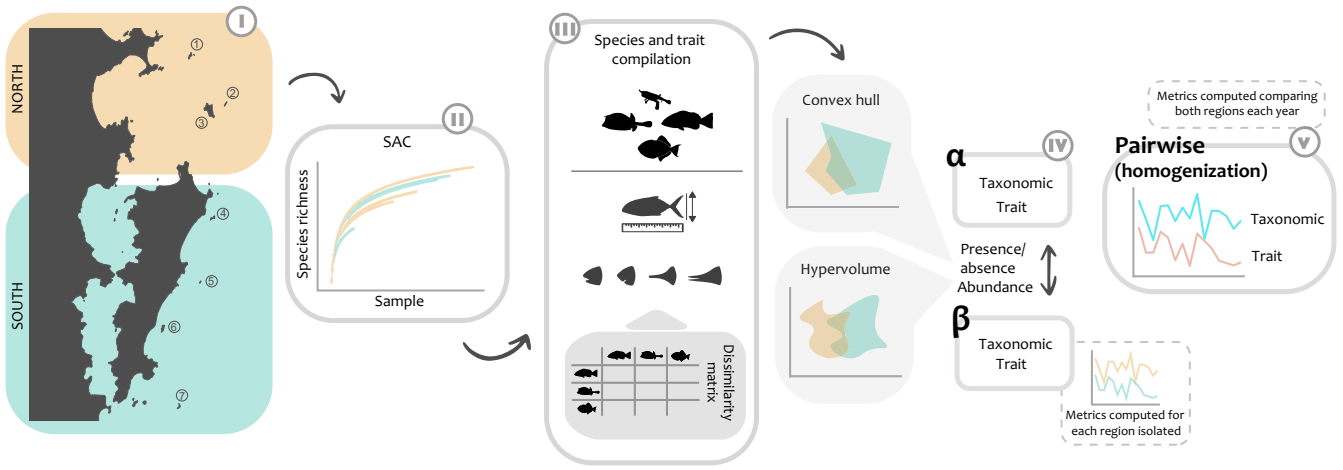 I
NORTH
1
2
3
SOUTH
4
5
6
7
II
SAC
Species richness
Sample
III
Species and trait
compilation
Dissimilarity
matrix
Convex hull
Hypervolume
IV
α
Taxonomic
Trait
Presence/
absence
Abundance
β
Taxonomic
Trait
Metrics computed for
each region isolated
Metrics computed comparing
both regions each year
V
Pairwise
(homogenization)
Taxonomic
Trait